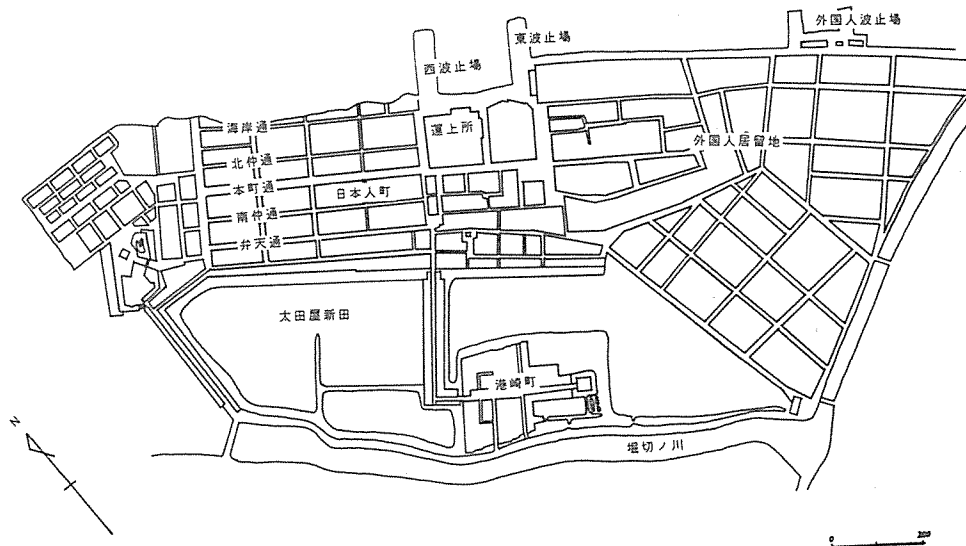 外国人波止場
東波止場
西波止場
海岸通
運上所
外国人居留地
北仲通
本町通
日本人町
南仲通
弁天通
太田屋新田
港崎町
堀切ノ川
N
0 200